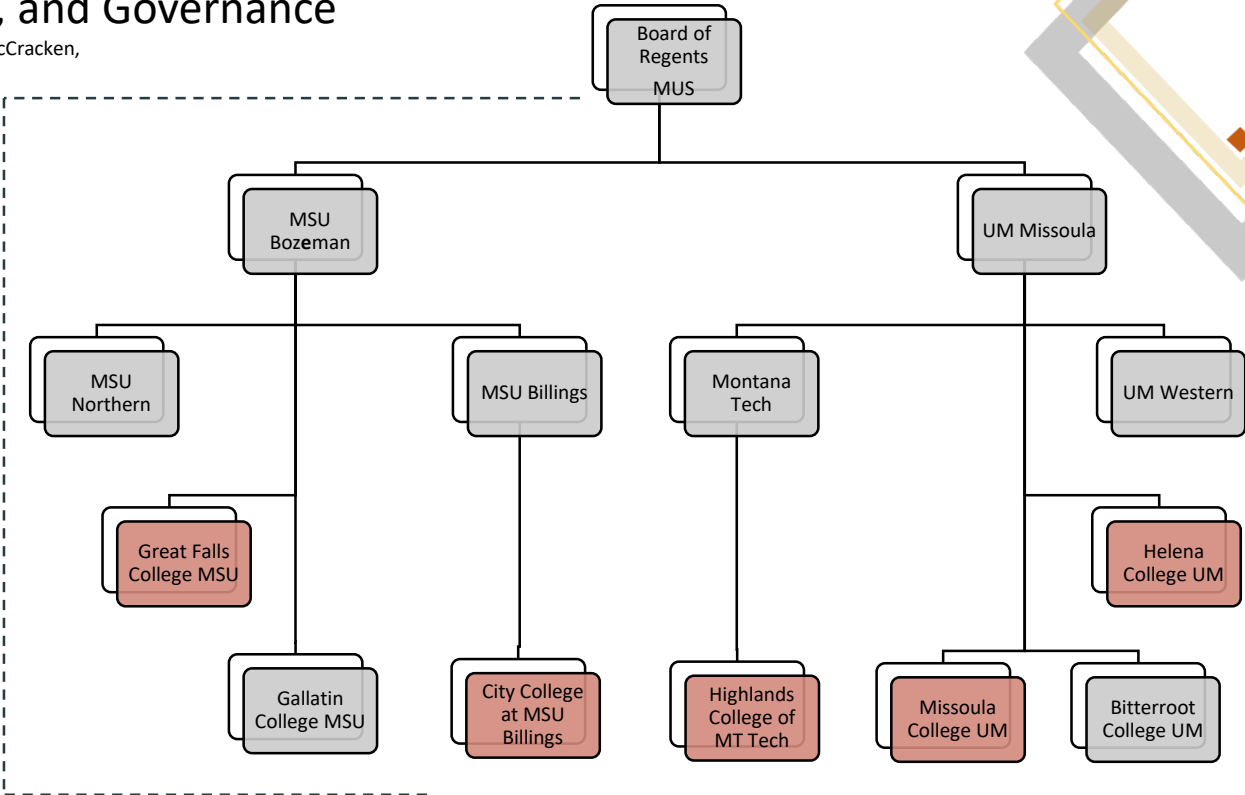 , and Governance
cCracken,
Board of
Regents
MUS
MSU
Bozeman
UM Missoula
MSU
Northern
MSU Billings
Montana
Tech
UM Western
Great Falls
College MSU
Helena
College UM
Gallatin
College MSU
City College
at MSU
Billings
Highlands
College of
MT Tech
Missoula
College UM
Bitterroot
College UM